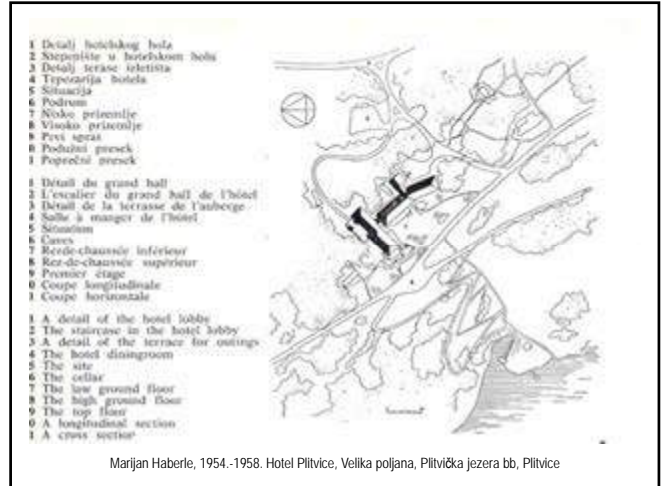 1 Detalj hotelskog hola
2 Stepenište u hotelskom holu
3 Detalj terase izletišta
4 Trpezarija hotela
5 Situacija
6 Podrum
7 Nisko prizemlje
8 Visoko prizemlje
9 Prvi sprat
0 Podužni presek
1 Poprečni presek
1 Détail du grand hall
2 L'escalier du grand hall de l'hôtel
3 Détail de la terrasse de l'auberge
4 Salle à manger de l'hôtel
5 Situation
6 Caves
7 Rez-de-chaussée inférieur
8 Rez-de-chaussée supérieur
9 Premier étage
0 Coupe longitudinale
1 Coupe horizontale
1 A detail of the hotel lobby
2 The staircase in the hotel lobby
3 A detail of the terrace for outings
4 The hotel diningroom
5 The site
6 The cellar
7 The low ground floor
8 The high ground floor
9 The top floor
0 A longitudinal section
1 A cross section
Marijan Haberle, 1954.-1958. Hotel Plitvice, Velika poljana, Plitvička jezera bb, Plitvice